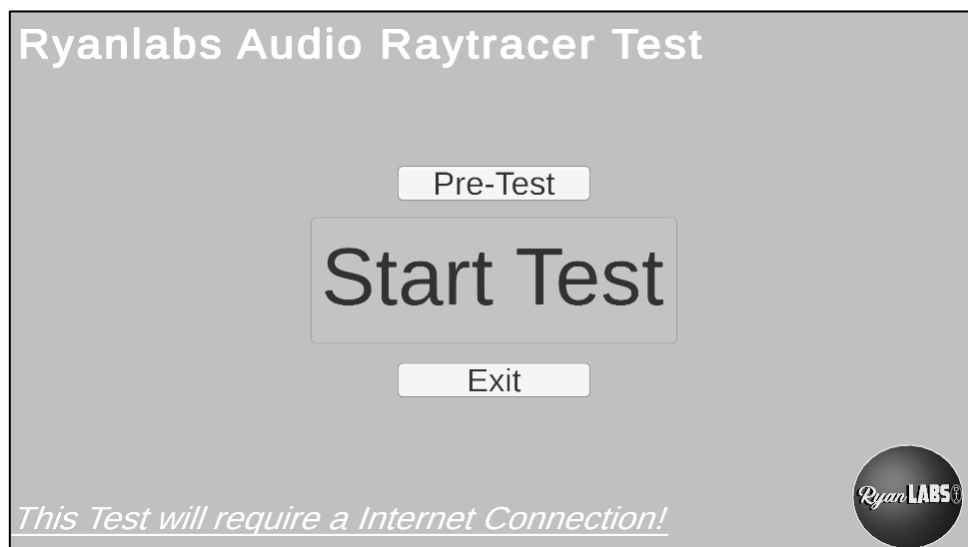 Ryanlabs Audio Raytracer Test
Pre-Test
Start Test
Exit
Ryan LABS
This Test will require a Internet Connection!